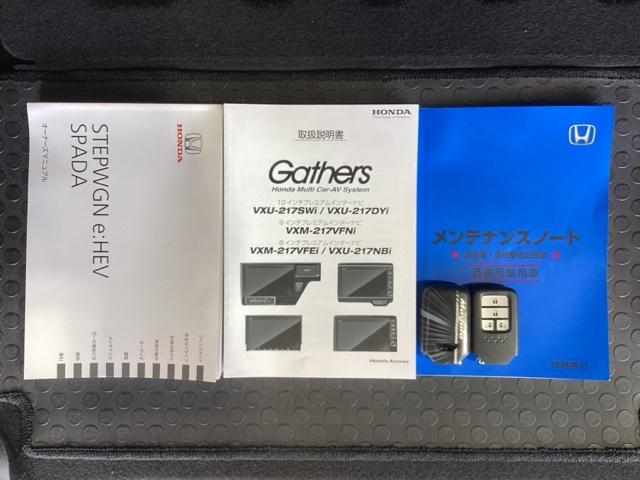 HONDA
STEPWGN e:HEV
SPADA
オーナーズマニュアル
HONDA
取扱説明書
Gathers
Honda Multi Car-AV System
10インチプレミアムインターナビ
VXU-217SWi / VXU-217DYi
9インチプレミアムインターナビ
VXM-217VFNi
8インチプレミアムインターナビ
VXM-217VFEi / VXU-217NBi
Honda Access
メンテナンスノート
自家用乗用車
常時携行